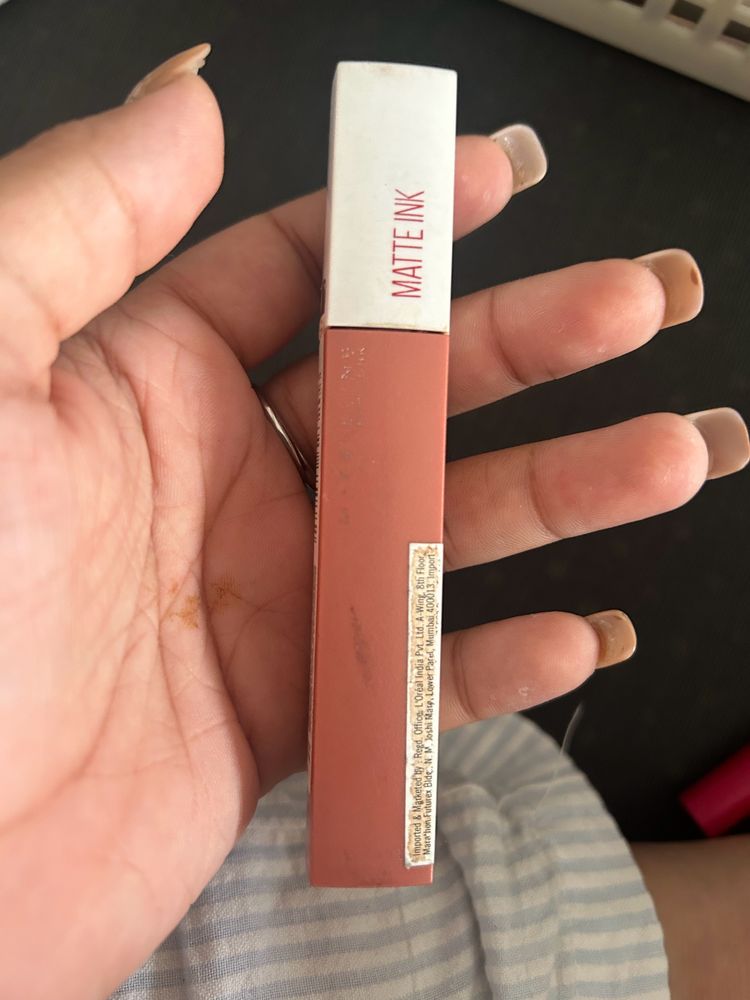 MATTE INK
Imported & Marketed by : Regd. Office: L'Oréal India Pvt. Ltd. A-Wing, 8th Floor,
Marathon Futurex Bldg., N. M. Joshi Marg, Lower Parel, Mumbai 400013. Import